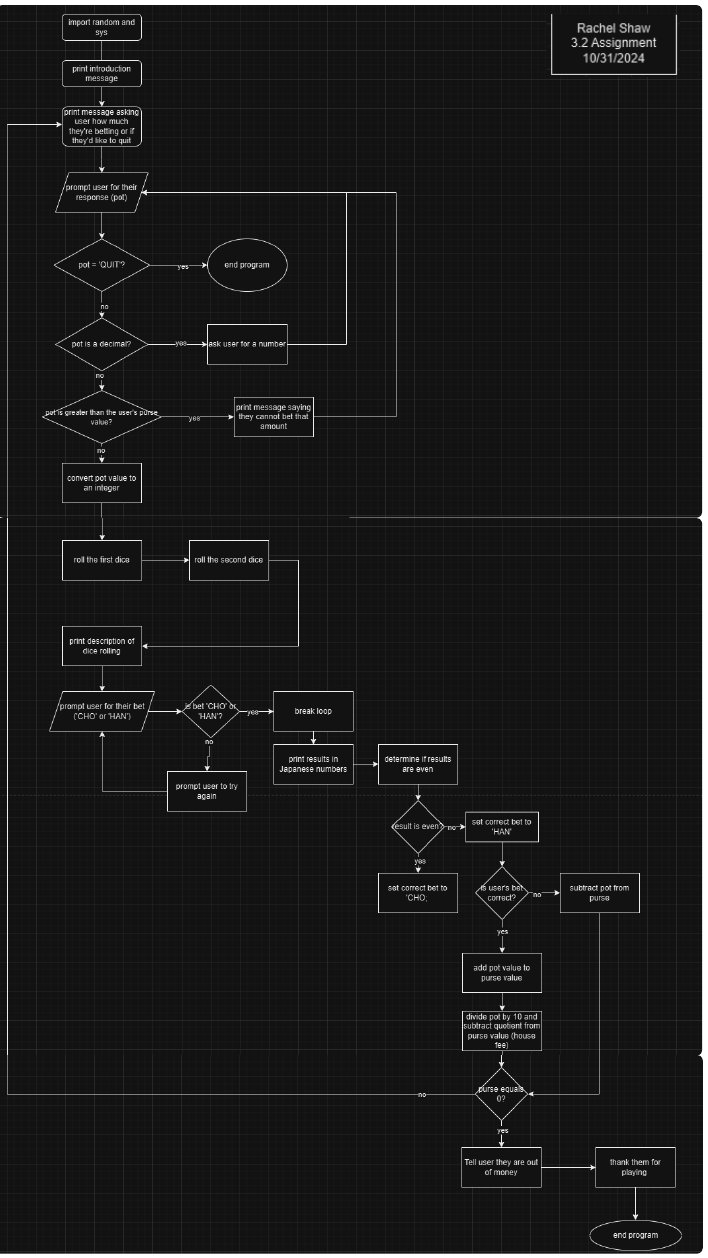 Rachel Shaw
3.2 Assignment
10/31/2024
import random and
sys
print introduction
message
print message asking
user how much
they're betting or if
they'd like to quit
prompt user for their
response (pot)
pot = 'QUIT'?
yes
end program
no
pot is a decimal?
yes
ask user for a number
no
pot is greater than the user's purse
value?
yes
print message saying
they cannot bet that
amount
no
convert pot value to
an integer
roll the first dice
roll the second dice
print description of
dice rolling
prompt user for their bet
('CHO' or 'HAN')
is bet 'CHO' or
'HAN'?
yes
break loop
no
prompt user to try
again
print results in
Japanese numbers
determine if results
are even
result is even?
no
set correct bet to
'HAN'
yes
set correct bet to
'CHO;
is user's bet
correct?
no
subtract pot from
purse
yes
add pot value to
purse value
divide pot by 10 and
subtract quotient from
purse value (house
fee)
purse equals
0?
no
yes
Tell user they are out
of money
thank them for
playing
end program